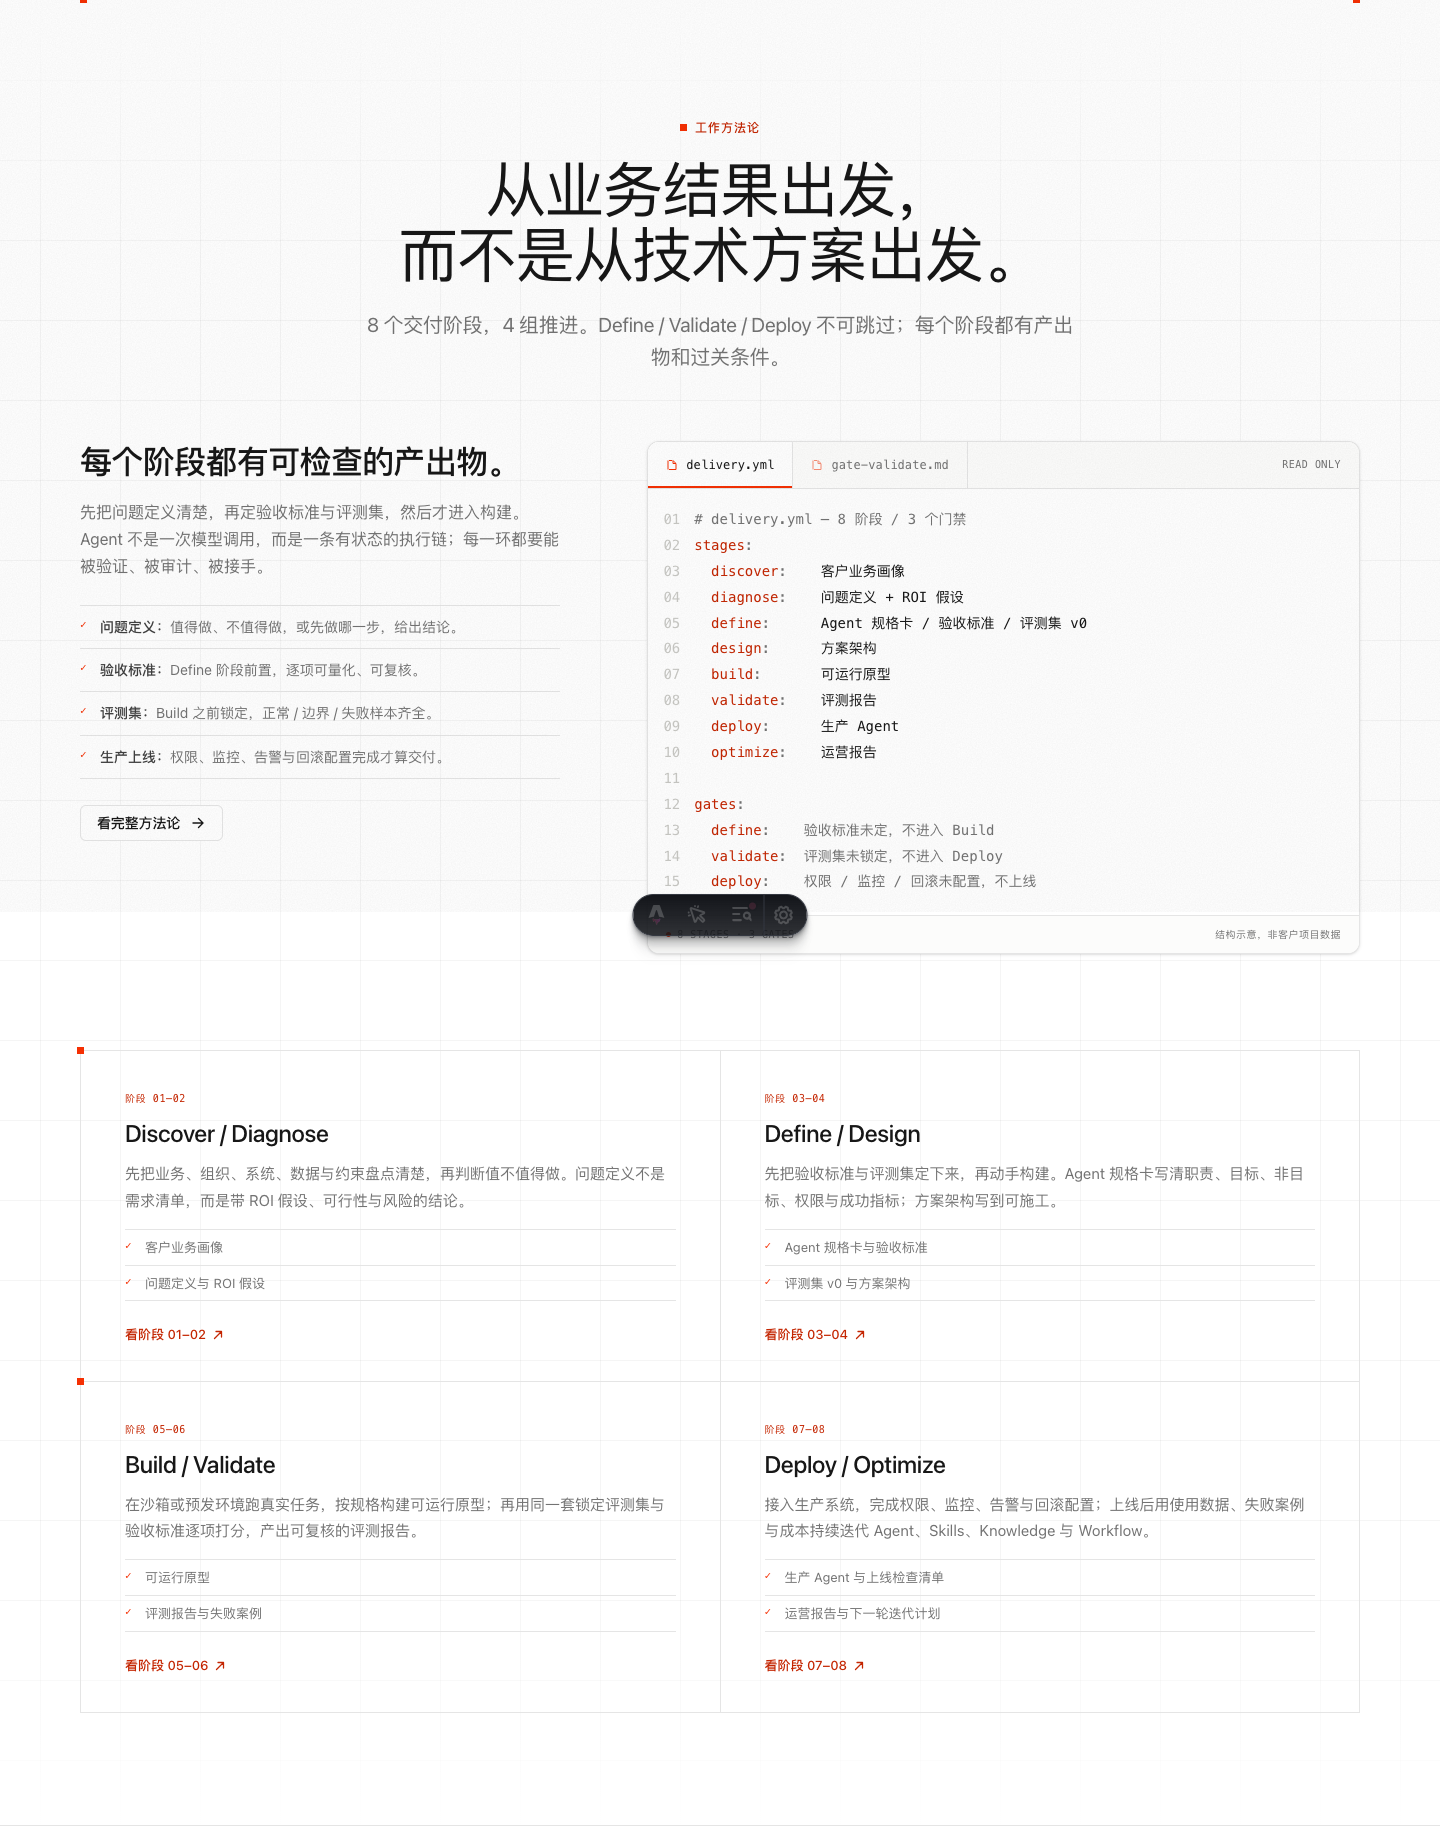 工作方法论
从业务结果出发，
而不是从技术方案出发。
8 个交付阶段，4 组推进。Define / Validate / Deploy 不可跳过；每个阶段都有产出
物和过关条件。
每个阶段都有可检查的产出物。
先把问题定义清楚，再定验收标准与评测集，然后才进入构建。
Agent 不是一次模型调用，而是一条有状态的执行链；每一环都要能
被验证、被审计、被接手。
✓ 问题定义：值得做、不值得做，或先做哪一步，给出结论。
✓ 验收标准：Define 阶段前置，逐项可量化、可复核。
✓ 评测集：Build 之前锁定，正常 / 边界 / 失败样本齐全。
✓ 生产上线：权限、监控、告警与回滚配置完成才算交付。
看完整方法论 →
delivery.yml gate-validate.md READ ONLY
01 # delivery.yml — 8 阶段 / 3 个门禁
02 stages:
03 discover: 客户业务画像
04 diagnose: 问题定义 + ROI 假设
05 define: Agent 规格卡 / 验收标准 / 评测集 v0
06 design: 方案架构
07 build: 可运行原型
08 validate: 评测报告
09 deploy: 生产 Agent
10 optimize: 运营报告
11
12 gates:
13 define: 验收标准未定，不进入 Build
14 validate: 评测集未锁定，不进入 Deploy
15 deploy: 权限 / 监控 / 回滚未配置，不上线
8 STAGES · 3 GATES 结构示意，非客户项目数据
阶段 01–02
Discover / Diagnose
先把业务、组织、系统、数据与约束盘点清楚，再判断值不值得做。问题定义不是
需求清单，而是带 ROI 假设、可行性与风险的结论。
✓ 客户业务画像
✓ 问题定义与 ROI 假设
看阶段 01–02 ↗
阶段 03–04
Define / Design
先把验收标准与评测集定下来，再动手构建。Agent 规格卡写清职责、目标、非目
标、权限与成功指标；方案架构写到可施工。
✓ Agent 规格卡与验收标准
✓ 评测集 v0 与方案架构
看阶段 03–04 ↗
阶段 05–06
Build / Validate
在沙箱或预发环境跑真实任务，按规格构建可运行原型；再用同一套锁定评测集与
验收标准逐项打分，产出可复核的评测报告。
✓ 可运行原型
✓ 评测报告与失败案例
看阶段 05–06 ↗
阶段 07–08
Deploy / Optimize
接入生产系统，完成权限、监控、告警与回滚配置；上线后用使用数据、失败案例
与成本持续迭代 Agent、Skills、Knowledge 与 Workflow。
✓ 生产 Agent 与上线检查清单
✓ 运营报告与下一轮迭代计划
看阶段 07–08 ↗